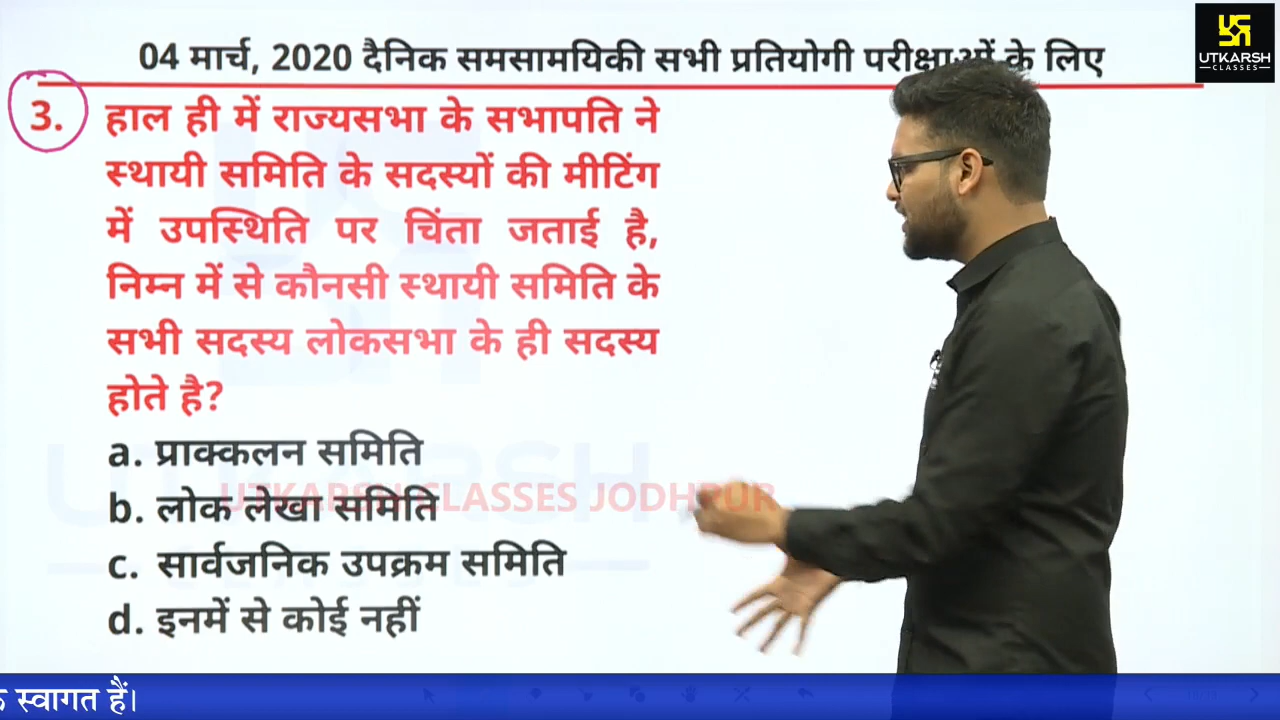 04 मार्च, 2020 दैनिक समसामयिकी सभी प्रतियोगी परीक्षाओं के लिए
UTKARSH
CLASSES
3. हाल ही में राज्यसभा के सभापति ने
स्थायी समिति के सदस्यों की मीटिंग
में उपस्थिति पर चिंता जताई है,
निम्न में से कौनसी स्थायी समिति के
सभी सदस्य लोकसभा के ही सदस्य
होते है?
a. प्राक्कलन समिति
UTKARSH CLASSES JODHPUR
b. लोक लेखा समिति
c. सार्वजनिक उपक्रम समिति
d. इनमें से कोई नहीं
स्वागत हैं।